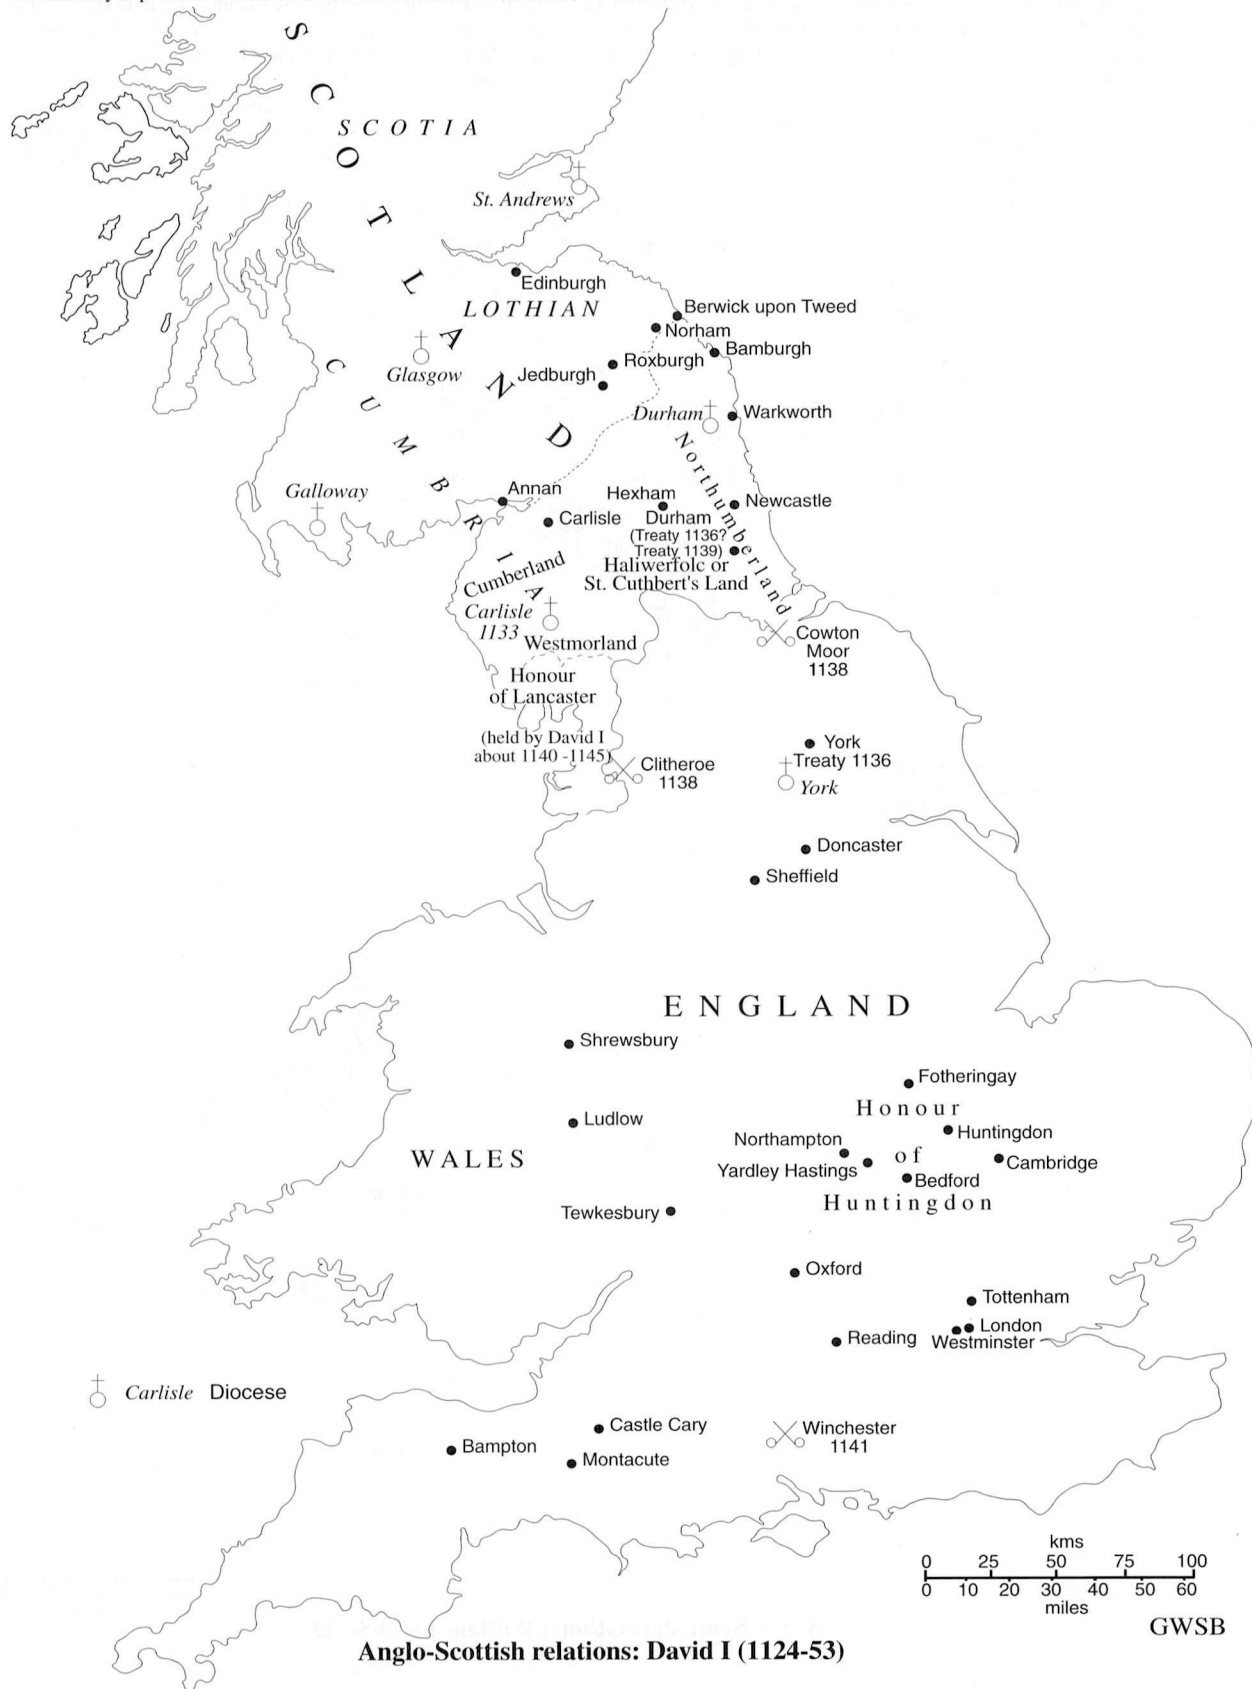 SCOTLAND
SCOTIA
St. Andrews
Edinburgh
LOTHIAN
Berwick upon Tweed
Norham
Bamburgh
Roxburgh
Glasgow
Jedburgh
CUMBRIA
Durham
Warkworth
Northumberland
Galloway
Annan
Hexham
Newcastle
Carlisle
Durham
(Treaty 1136?
Treaty 1139)
Haliwerfolc or
St. Cuthbert's Land
Cumberland
Carlisle
1133
Westmorland
Cowton
Moor
1138
Honour
of Lancaster
(held by David I
about 1140 -1145)
Clitheroe
1138
York
Treaty 1136
York
Doncaster
Sheffield
ENGLAND
Shrewsbury
Fotheringay
Honour
Ludlow
Huntingdon
Northampton
of
WALES
Yardley Hastings
Cambridge
Bedford
Huntingdon
Tewkesbury
Oxford
Tottenham
London
Reading
Westminster
Carlisle Diocese
Castle Cary
Winchester
1141
Bampton
Montacute
kms
0 25 50 75 100
0 10 20 30 40 50 60
miles
GWSB
Anglo-Scottish relations: David I (1124-53)